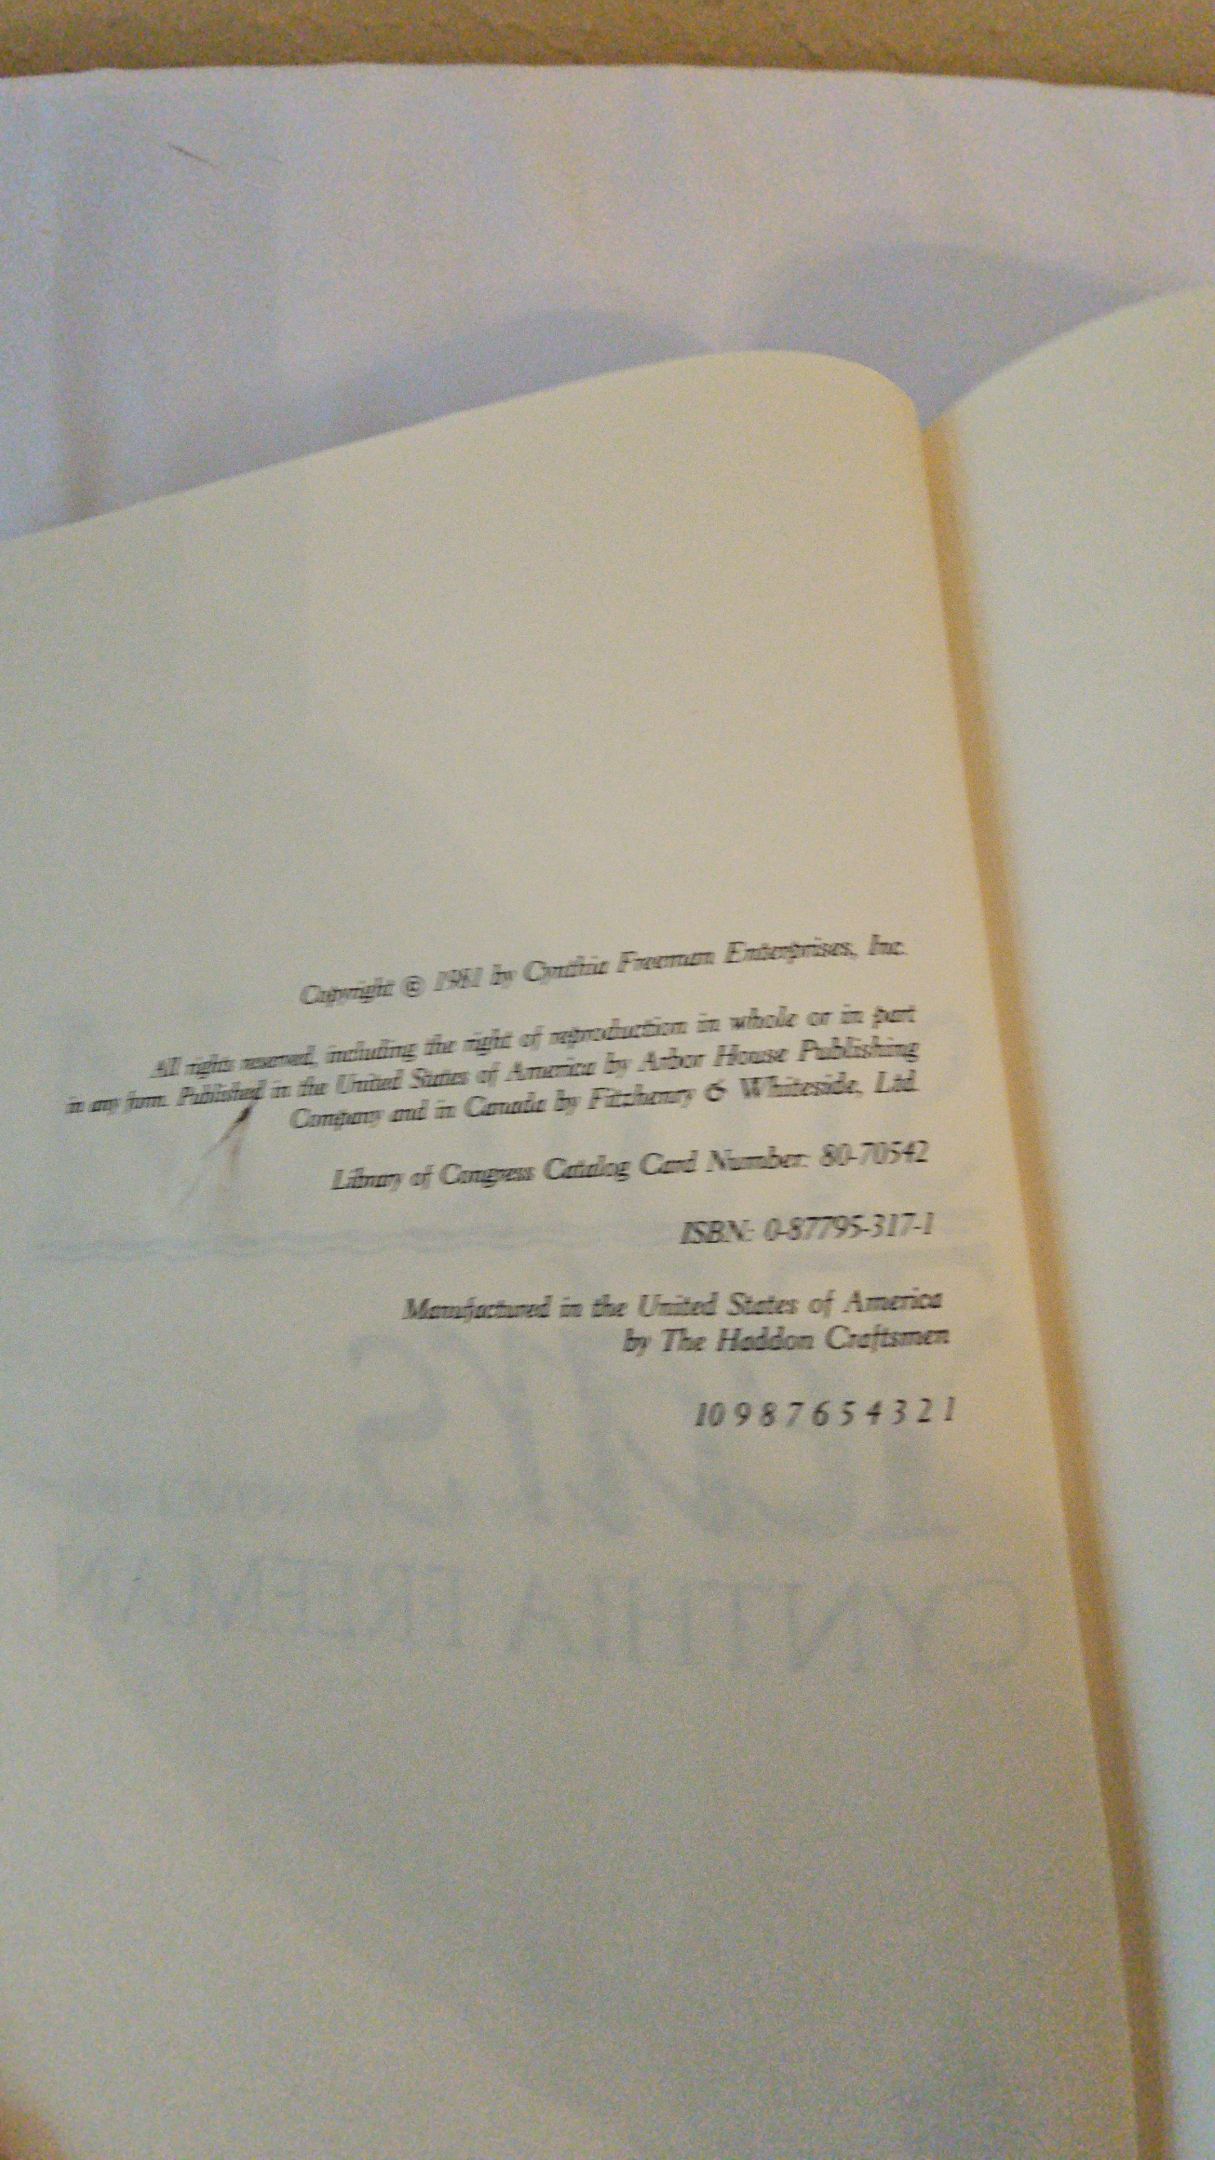 Copyright © 1981 by Cynthia Freeman Enterprises, Inc.
All rights reserved, including the right of reproduction in whole or in part
in any form. Published in the United States of America by Arbor House Publishing
Company and in Canada by Fitzhenry & Whiteside, Ltd.
Library of Congress Catalog Card Number: 80-70542
ISBN: 0-87795-317-1
Manufactured in the United States of America
by The Haddon Craftsmen
10 9 8 7 6 5 4 3 2 1
CYNTHIA FREEMAN